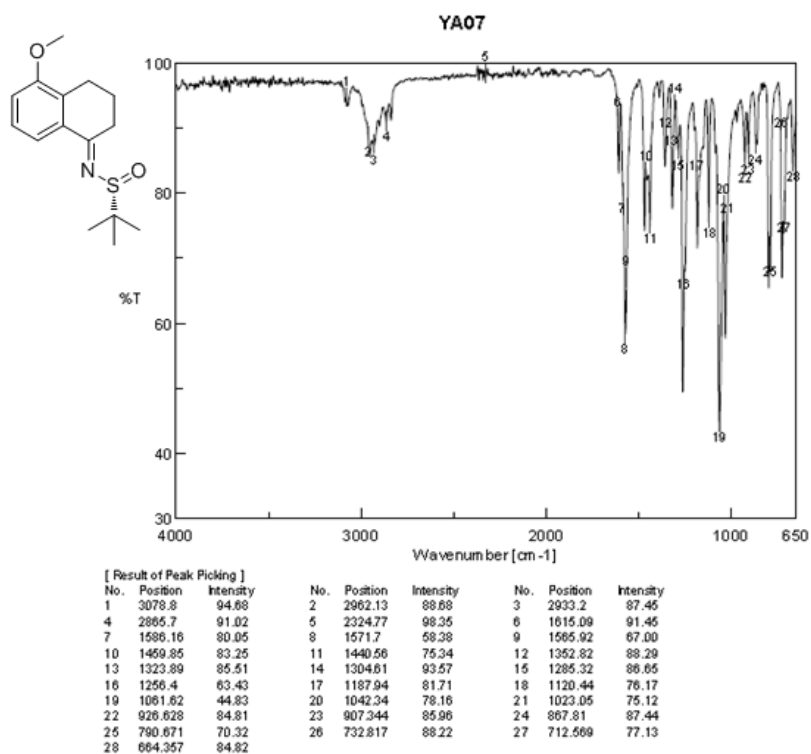 YA07
O
N
S
O
100
80
%T
60
40
30
4000
3000
2000
1000
650
Wavenumber [cm-1]
[ Result of Peak Picking ]
No. Position Intensity No. Position Intensity No. Position Intensity
1 3078.8 94.68 2 2962.13 88.68 3 2933.2 87.45
4 2865.7 91.02 5 2324.77 98.35 6 1615.09 91.45
7 1586.16 80.05 8 1571.7 58.38 9 1565.92 67.00
10 1459.85 83.25 11 1440.56 75.34 12 1352.82 88.29
13 1323.89 85.51 14 1304.61 93.57 15 1285.32 86.65
16 1256.4 63.43 17 1187.94 81.71 18 1120.44 76.17
19 1061.62 44.83 20 1042.34 78.16 21 1023.05 75.12
22 926.628 84.81 23 907.344 85.96 24 867.81 87.44
25 790.671 70.32 26 732.817 88.22 27 712.569 77.13
28 664.357 84.82